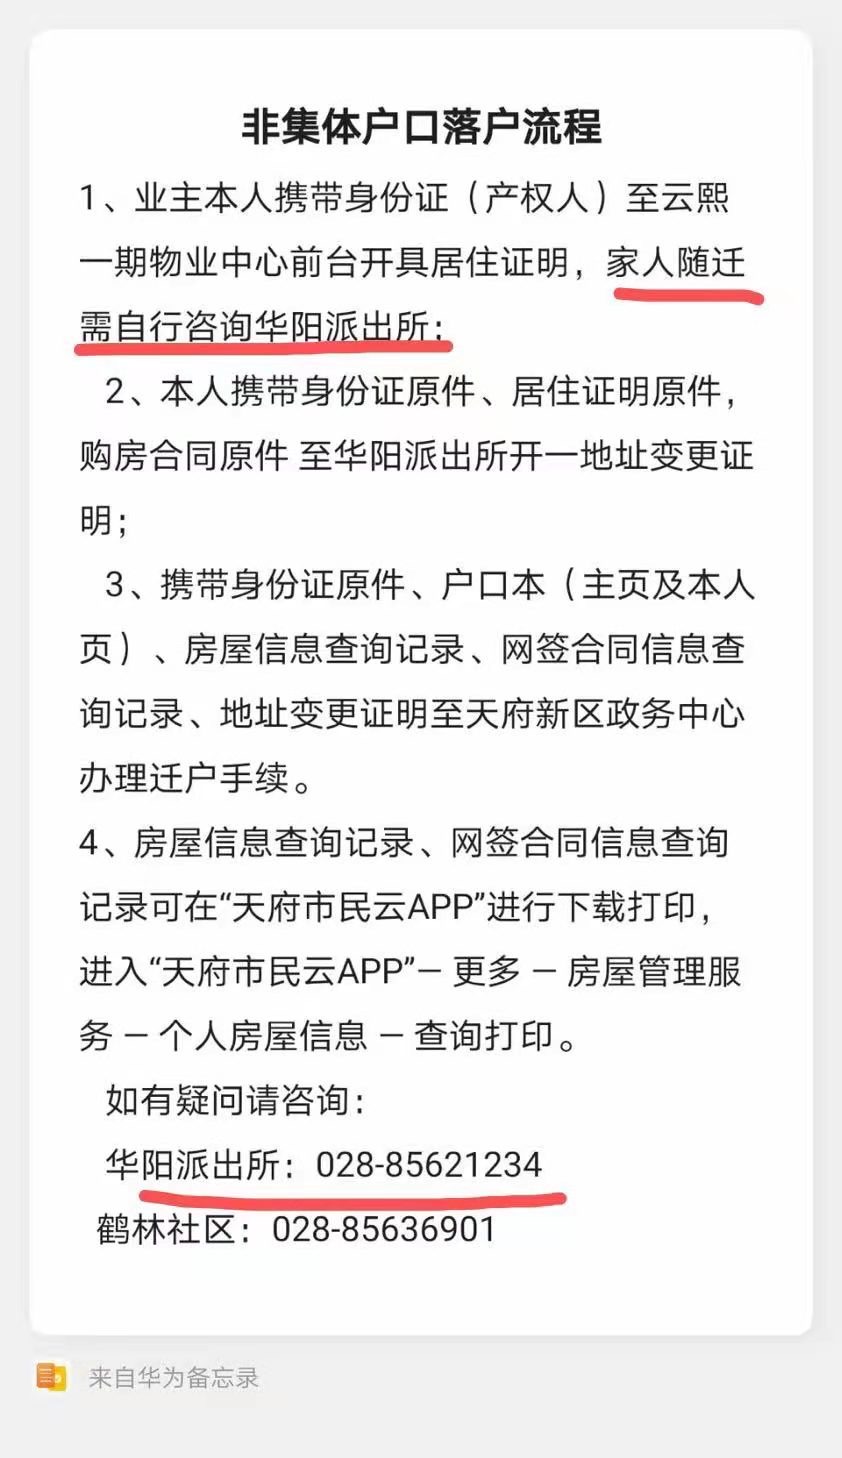 非集体户口落户流程
1、业主本人携带身份证（产权人）至云熙
一期物业中心前台开具居住证明，家人随迁
需自行咨询华阳派出所；
2、本人携带身份证原件、居住证明原件，
购房合同原件 至华阳派出所开一地址变更证
明；
3、携带身份证原件、户口本（主页及本人
页）、房屋信息查询记录、网签合同信息查
询记录、地址变更证明至天府新区政务中心
办理迁户手续。
4、房屋信息查询记录、网签合同信息查询
记录可在“天府市民云APP”进行下载打印，
进入“天府市民云APP”— 更多 — 房屋管理服
务 — 个人房屋信息 — 查询打印。
如有疑问请咨询：
华阳派出所：028-85621234
鹤林社区：028-85636901
来自华为备忘录